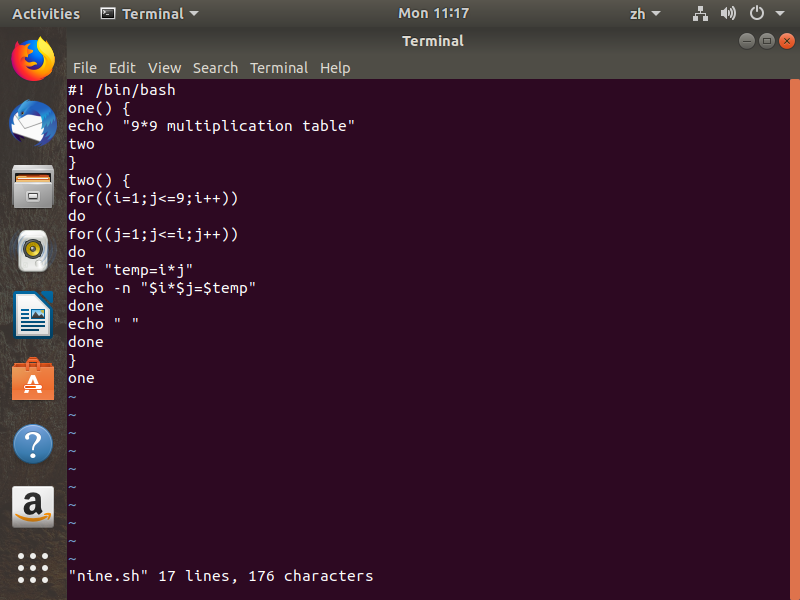 Activities Terminal Mon 11:17 zh
Terminal
File Edit View Search Terminal Help
#! /bin/bash
one() {
echo  "9*9 multiplication table"
two
}
two() {
for((i=1;j<=9;i++))
do
for((j=1;j<=i;j++))
do
let "temp=i*j"
echo -n "$i*$j=$temp"
done
echo " "
done
}
one
~
~
~
~
~
~
~
~
~
~
"nine.sh" 17 lines, 176 characters